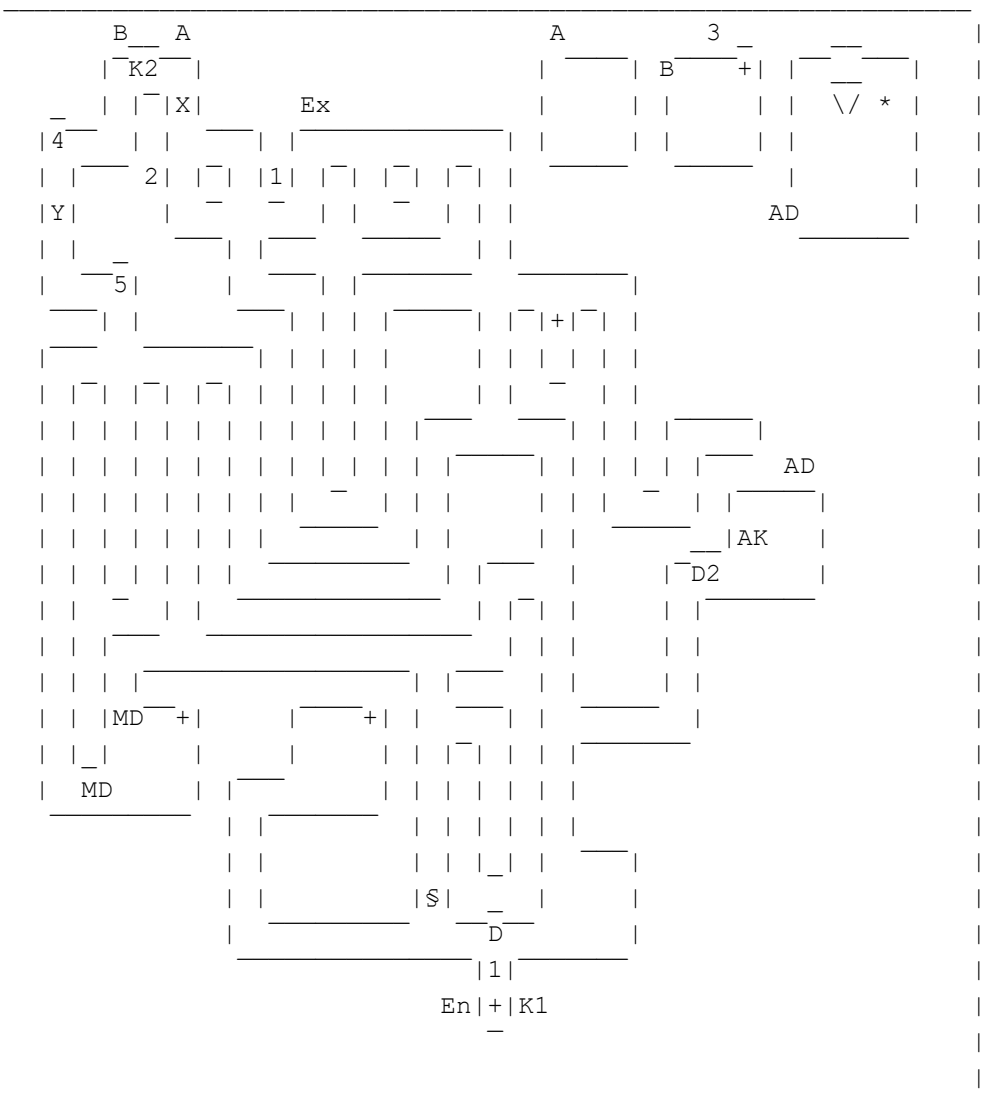 B A A 3
K2 B +
X Ex \/ *
4
2 1
Y AD
5
+
AD
AK
D2
MD + +
MD
§
D
1
En + K1